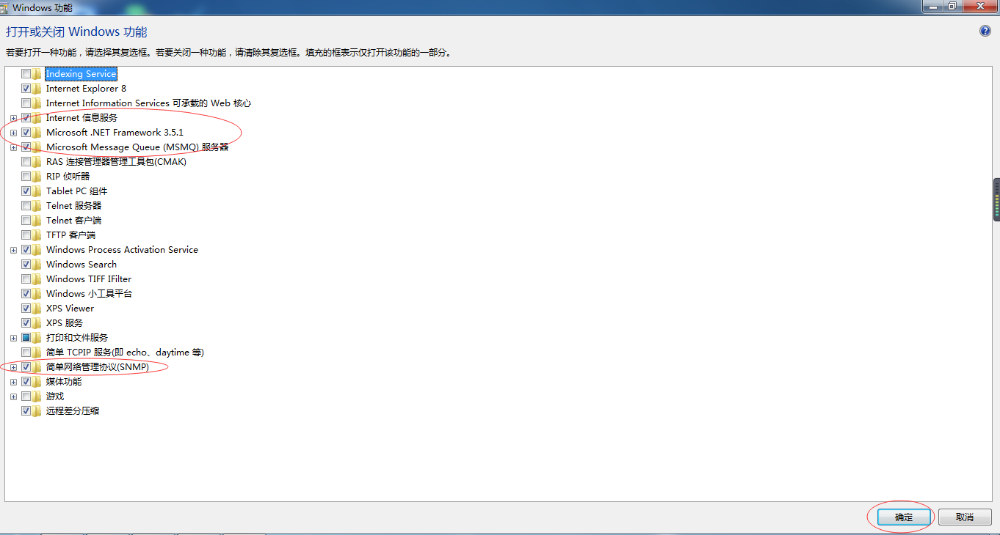 Windows 功能
打开或关闭 Windows 功能
若要打开一种功能，请选择其复选框。若要关闭一种功能，请清除其复选框。填充的框表示仅打开该功能的一部分。
Indexing Service
Internet Explorer 8
Internet Information Services 可承载的 Web 核心
Internet 信息服务
Microsoft .NET Framework 3.5.1
Microsoft Message Queue (MSMQ) 服务器
RAS 连接管理器管理工具包(CMAK)
RIP 侦听器
Tablet PC 组件
Telnet 服务器
Telnet 客户端
TFTP 客户端
Windows Process Activation Service
Windows Search
Windows TIFF IFilter
Windows 小工具平台
XPS Viewer
XPS 服务
打印和文件服务
简单 TCPIP 服务(即 echo、daytime 等)
简单网络管理协议(SNMP)
媒体功能
游戏
远程差分压缩
确定 取消